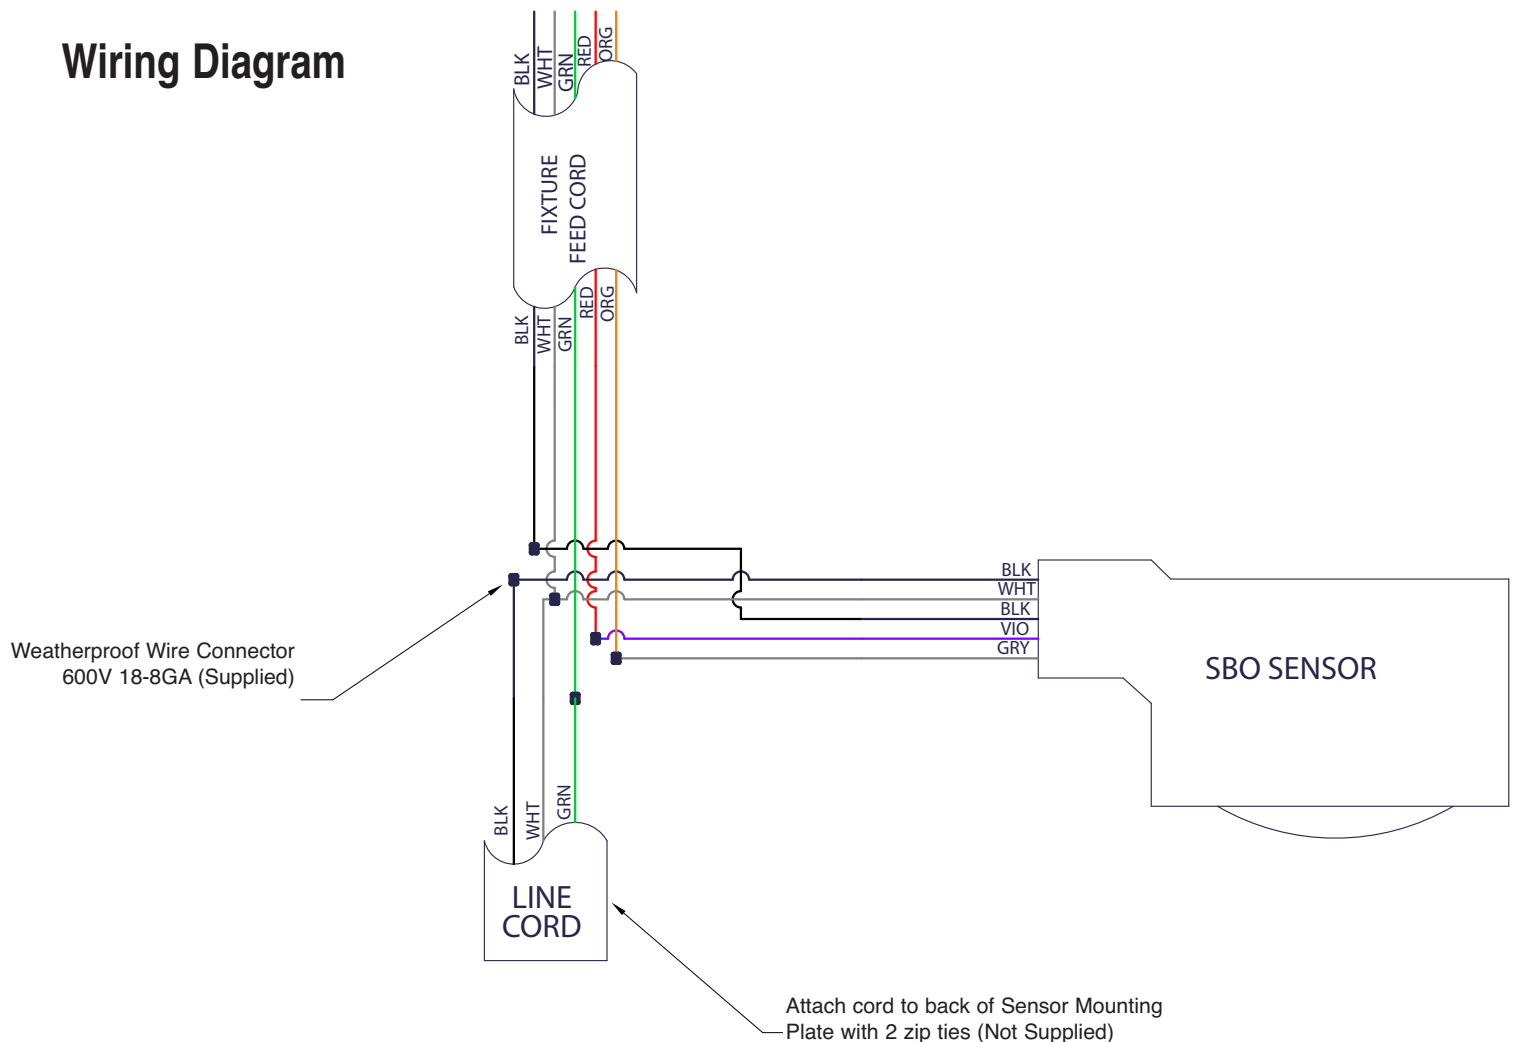 Wiring Diagram
BLK
WHT
GRN
RED
ORG
FIXTURE
FEED CORD
BLK
WHT
GRN
RED
ORG
BLK
WHT
BLK
VIO
GRY
SBO SENSOR
Weatherproof Wire Connector
600V 18-8GA (Supplied)
BLK
WHT
GRN
LINE
CORD
Attach cord to back of Sensor Mounting
Plate with 2 zip ties (Not Supplied)